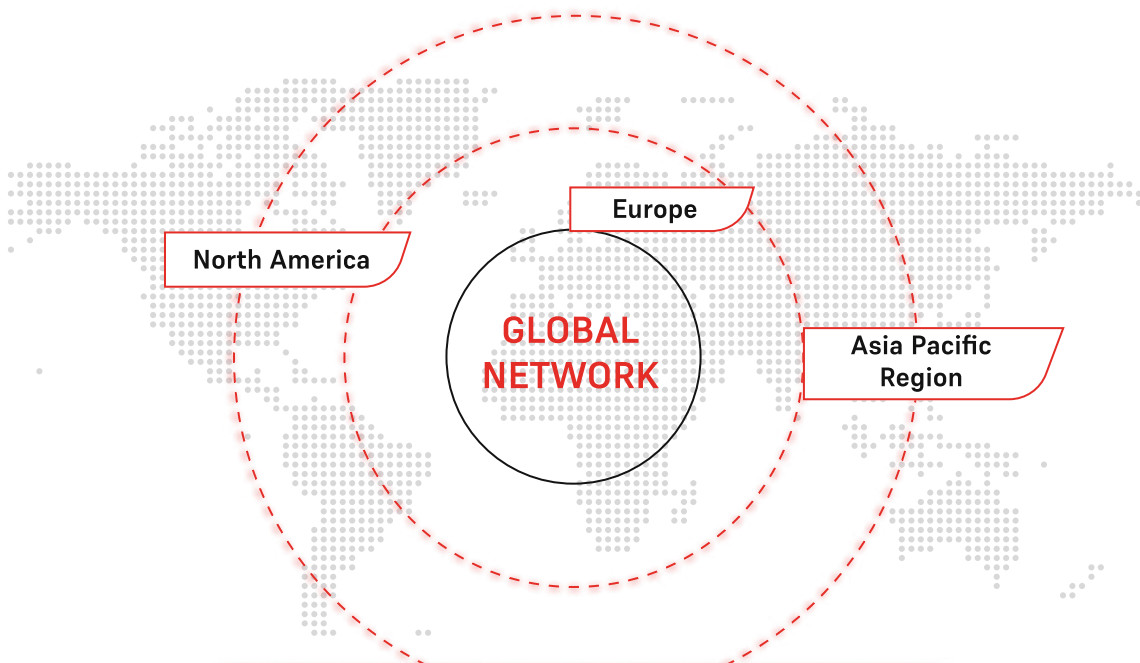 Europe
North America
GLOBAL
NETWORK
Asia Pacific
Region